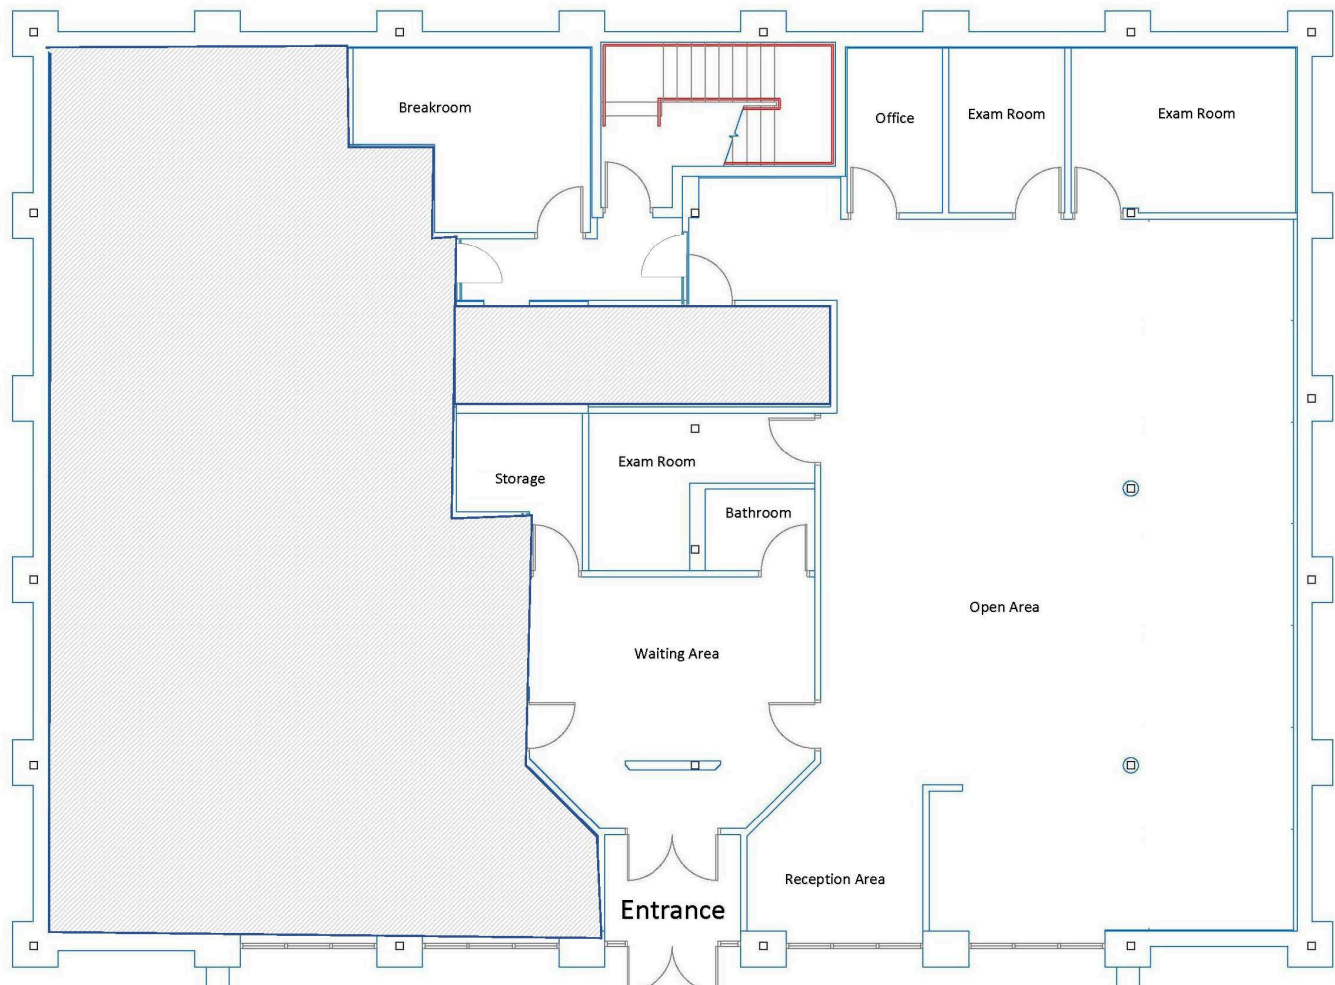 Breakroom
Office
Exam Room
Exam Room
Storage
Exam Room
Bathroom
Waiting Area
Open Area
Reception Area
Entrance